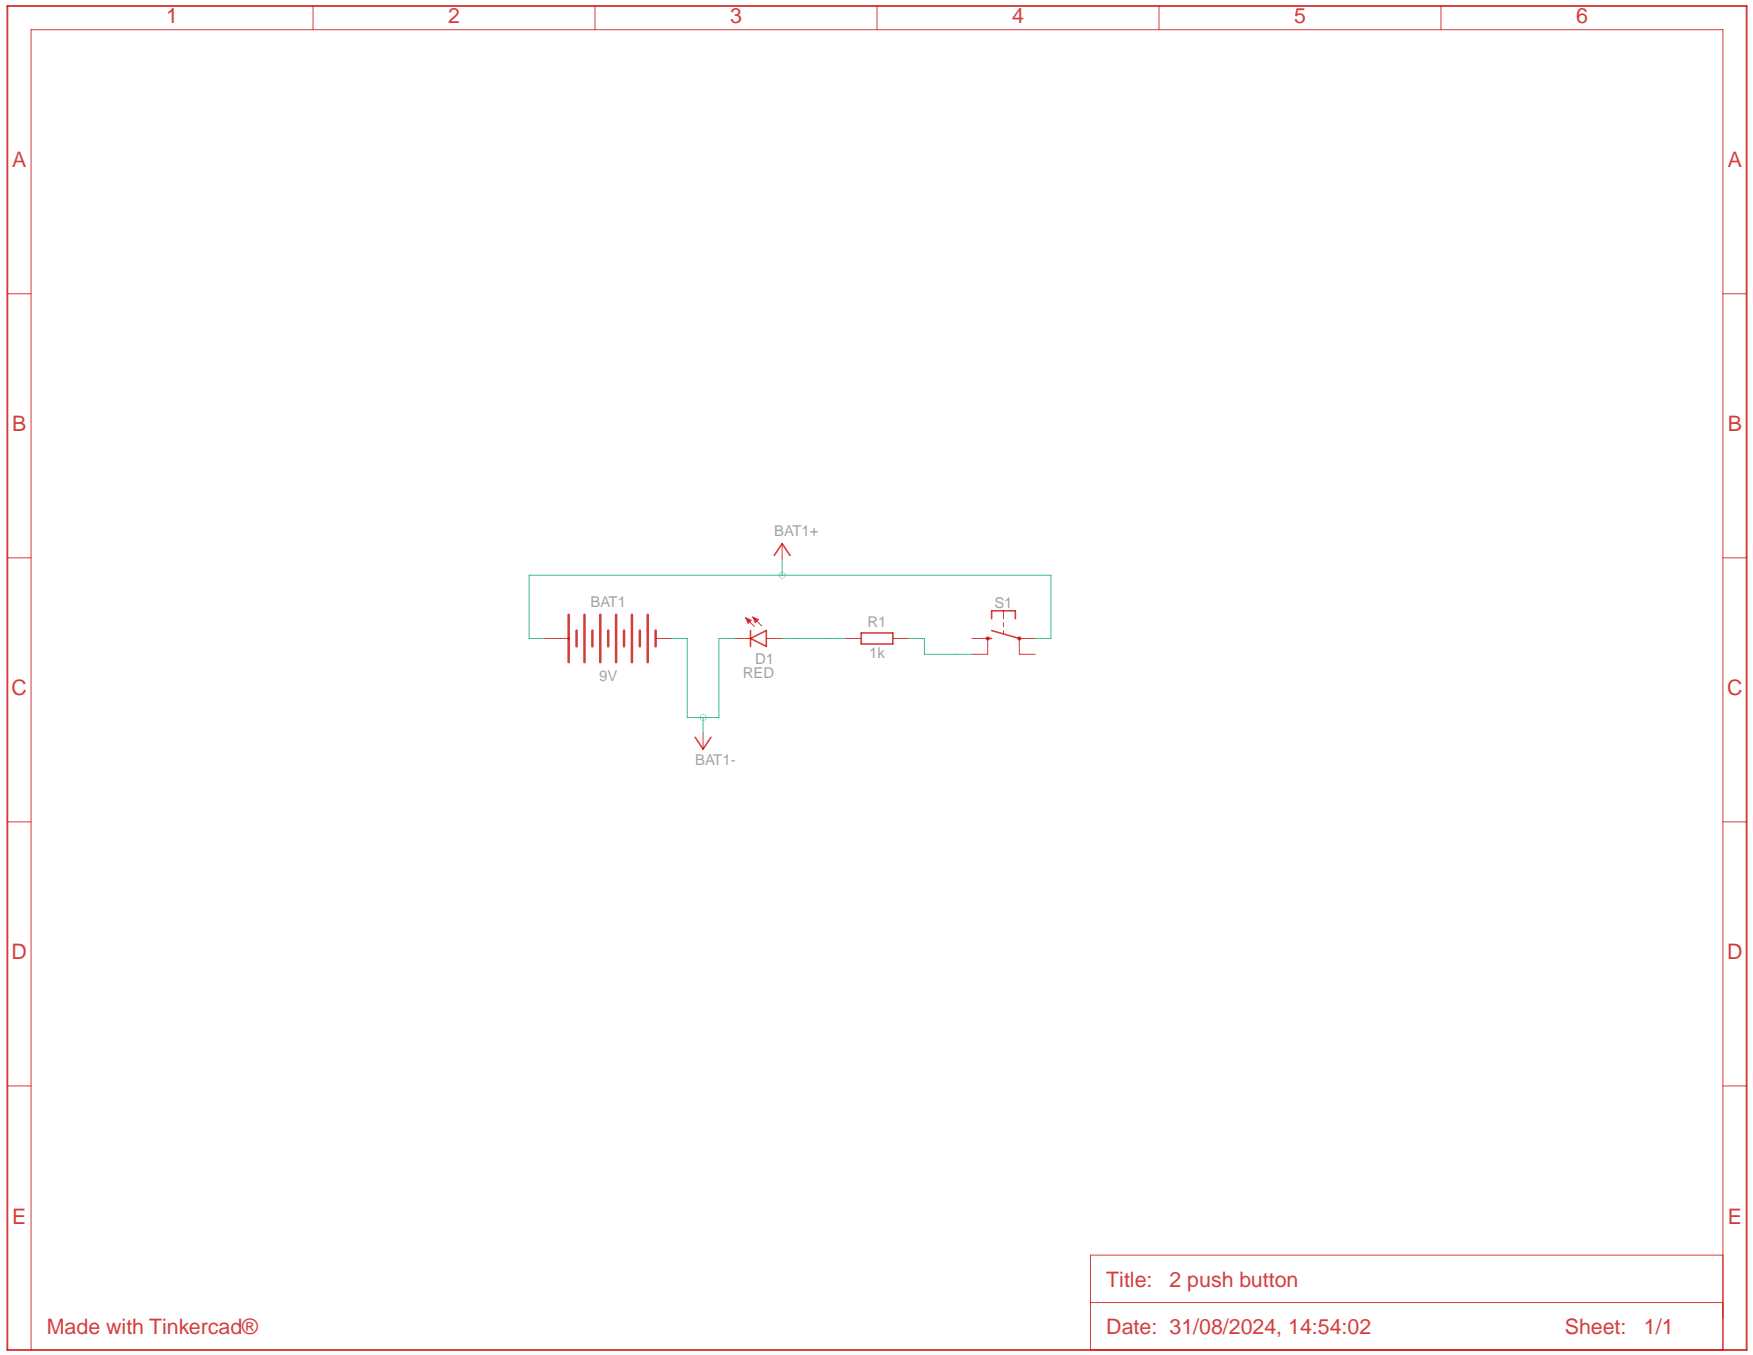 1 2 3 4 5 6
A A
B B
BAT1+
BAT1
S1
R1
1k
D1
RED
9V
C C
BAT1-
D D
E E
Title: 2 push button
Made with Tinkercad®
Date: 31/08/2024, 14:54:02 Sheet: 1/1